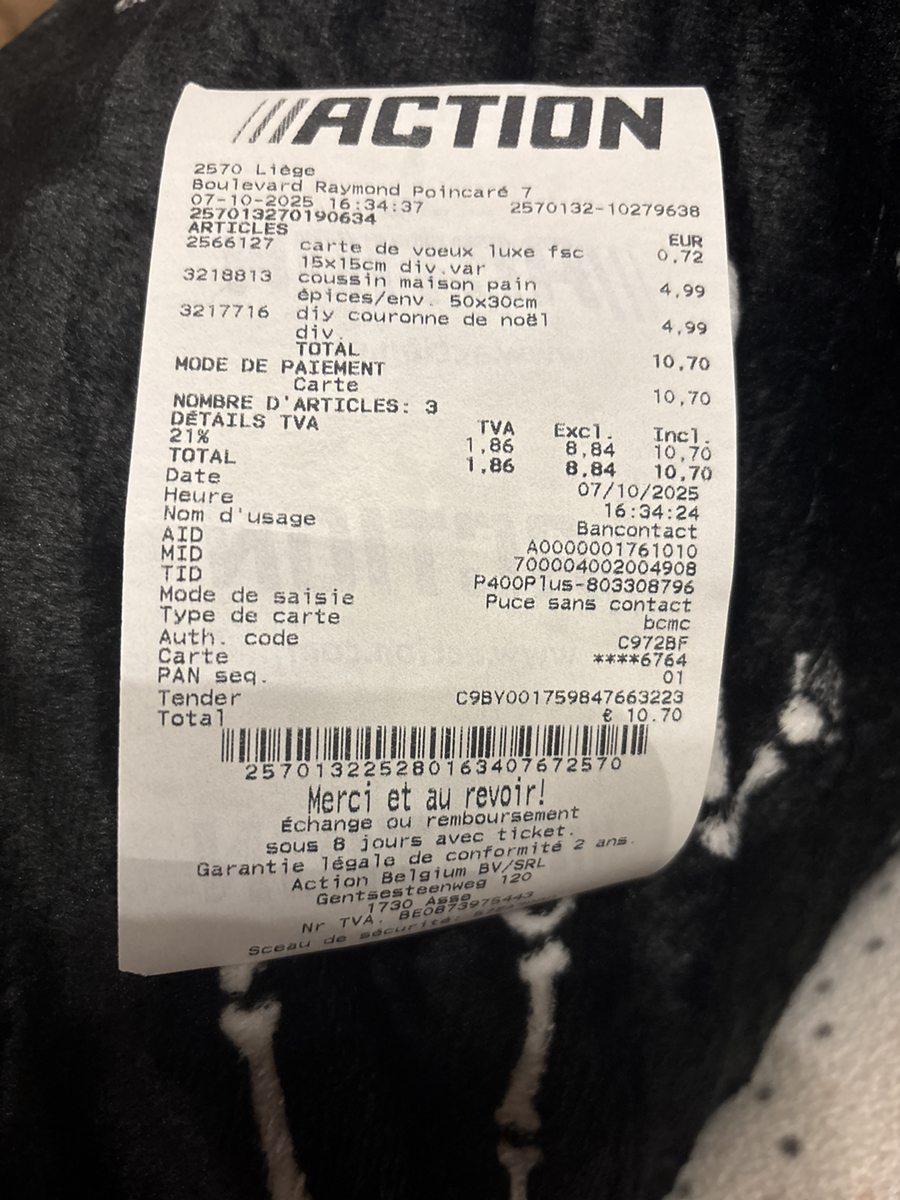 ACTION
2570 Liège
Boulevard Raymond Poincaré 7
07-10-2025 16:34:37 2570132-10279638
257013270190634
ARTICLES EUR
2566127 carte de voeux luxe fsc 0,72
15x15cm div.var
3218813 coussin maison pain 4,99
épices/env. 50x30cm
3217716 diy couronne de noël 4,99
div.
TOTAL 10,70
MODE DE PAIEMENT
Carte 10,70
NOMBRE D'ARTICLES: 3
DÉTAILS TVA TVA Excl. Incl.
21% 1,86 8,84 10,70
TOTAL 1,86 8,84 10,70
Date 07/10/2025
Heure 16:34:24
Nom d'usage Bancontact
AID A0000001761010
MID 700004002004908
TID P400Plus-803308796
Mode de saisie Puce sans contact
Type de carte bcmc
Auth. code C972BF
Carte ****6764
PAN seq. 01
Tender C9BY001759847663223
Total € 10.70
257013225280163407672570
Merci et au revoir!
Échange ou remboursement
sous 8 jours avec ticket.
Garantie légale de conformité 2 ans.
Action Belgium BV/SRL
Gentsesteenweg 120
1730 Asse
Nr TVA. BE0873975443
Sceau de sécurité: